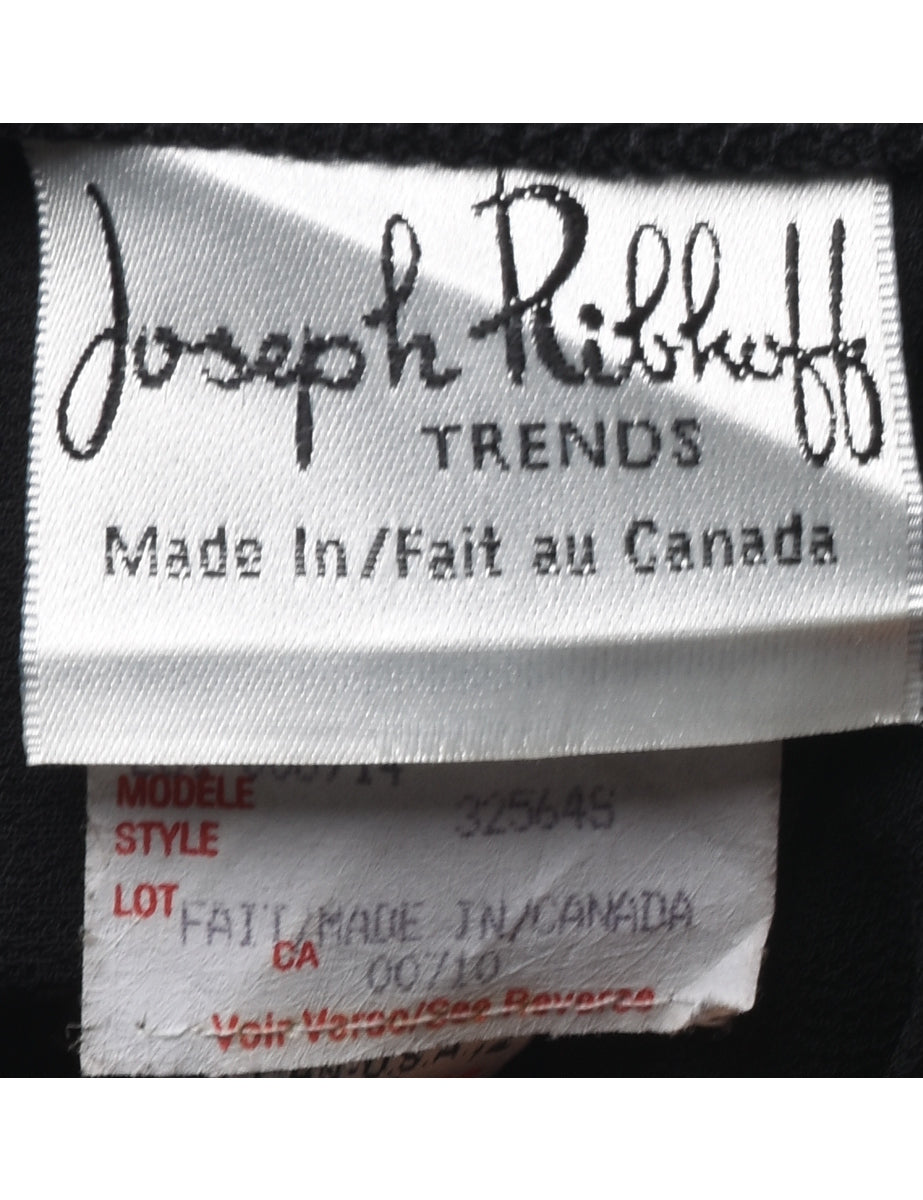 Joseph Ribkoff
TRENDS
Made In/Fait au Canada
MODÈLE
STYLE 325645
LOT FAIT/MADE IN/CANADA
CA 00710
Voir Verso/See Reverse
U.S.A.